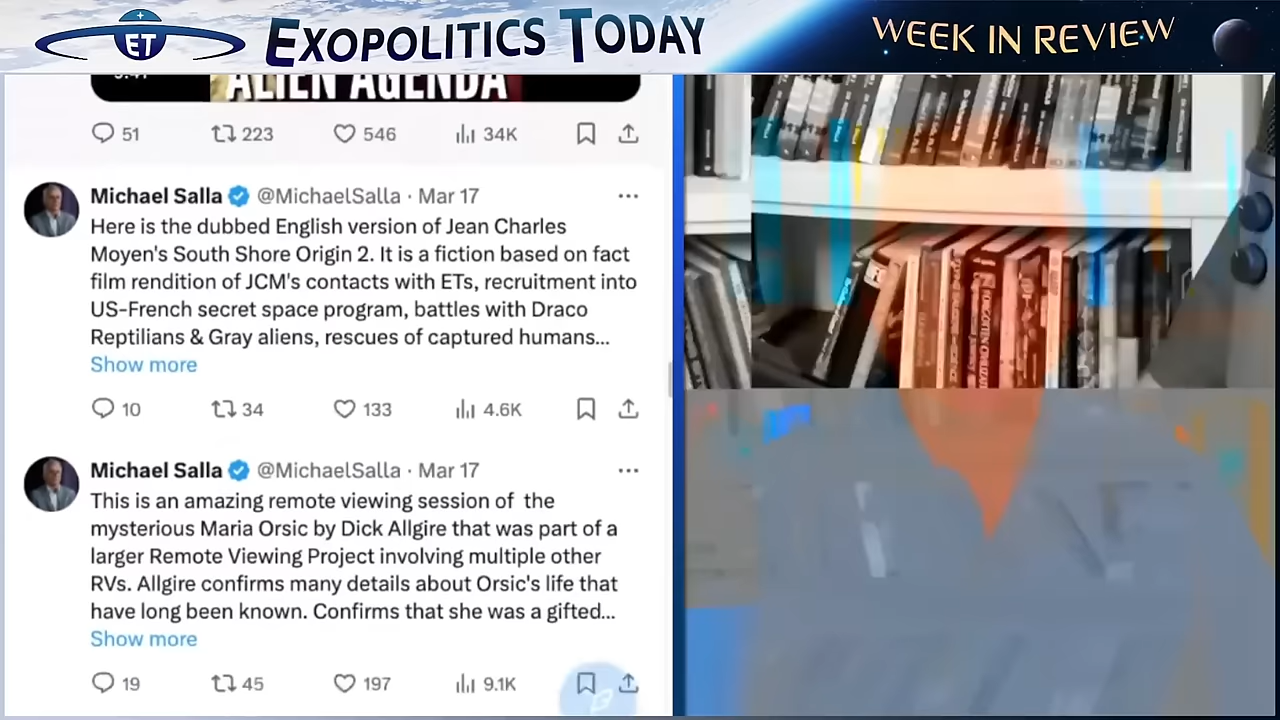 ET
EXOPOLITICS TODAY
WEEK IN REVIEW
ALIEN AGENDA
51 223 546 34K
Michael Salla @MichaelSalla · Mar 17 ...
Here is the dubbed English version of Jean Charles
Moyen's South Shore Origin 2. It is a fiction based on fact
film rendition of JCM's contacts with ETs, recruitment into
US-French secret space program, battles with Draco
Reptilians & Gray aliens, rescues of captured humans...
Show more
10 34 133 4.6K
Michael Salla @MichaelSalla · Mar 17 ...
This is an amazing remote viewing session of the
mysterious Maria Orsic by Dick Allgire that was part of a
larger Remote Viewing Project involving multiple other
RVs. Allgire confirms many details about Orsic's life that
have long been known. Confirms that she was a gifted...
Show more
19 45 197 9.1K